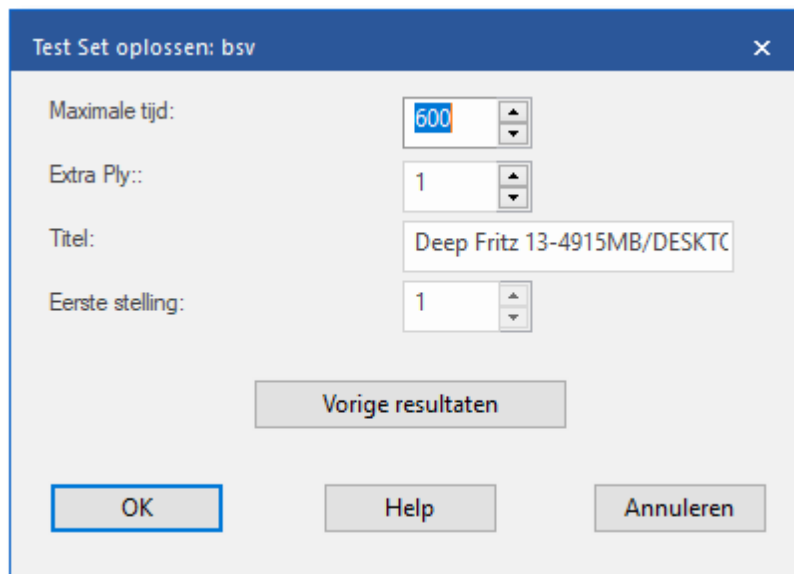 Test Set oplossen: bsv
Maximale tijd:
600
Extra Ply::
1
Titel:
Deep Fritz 13-4915MB/DESKTO
Eerste stelling:
1
Vorige resultaten
OK
Help
Annuleren